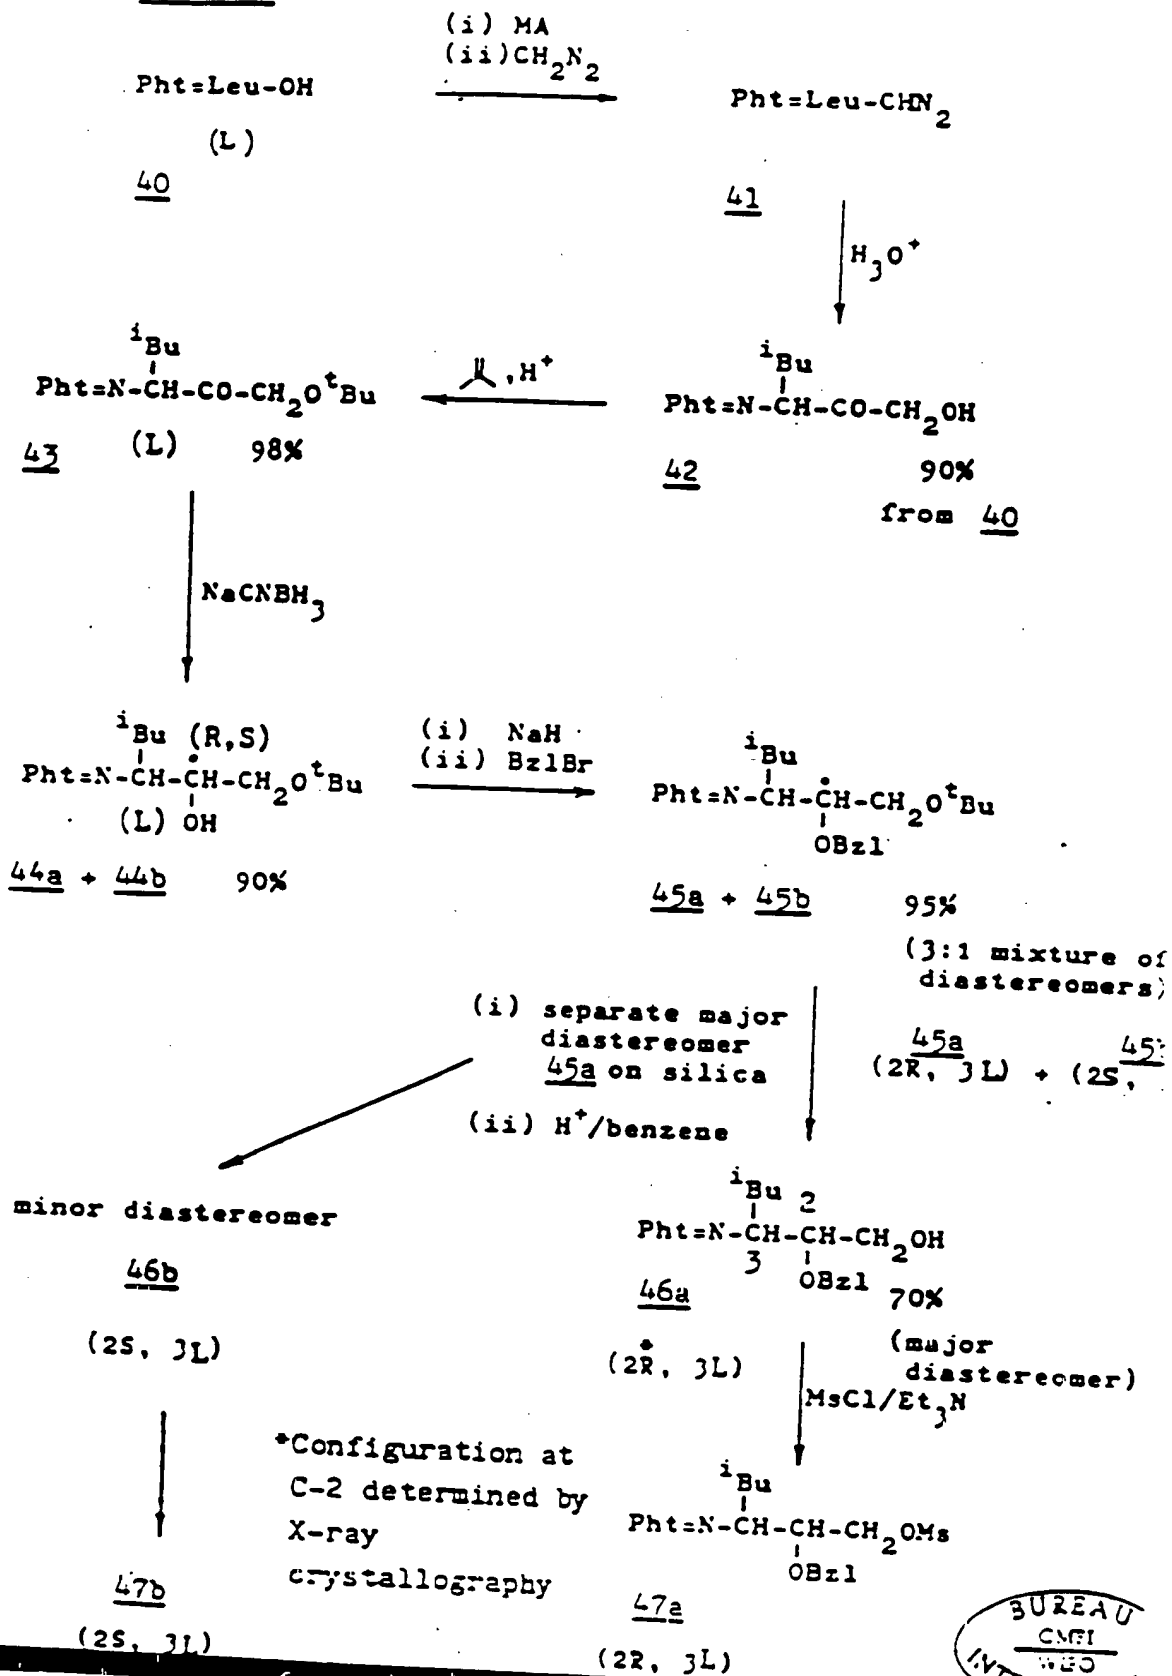 (i) MA
(ii)CH2N2
Pht=Leu-OH
Pht=Leu-CHN2
(L)
40
41
H3O+
iBu
Pht=N-CH-CO-CH2OtBu
,H+
iBu
Pht=N-CH-CO-CH2OH
43
(L) 98%
42
90%
from 40
NaCNBH3
iBu (R,S)
Pht=N-CH-CH-CH2OtBu
(L) OH
(i) NaH
(ii) BzlBr
iBu
Pht=N-CH-CH-CH2OtBu
OBzl
44a + 44b 90%
45a + 45b 95%
(3:1 mixture of
diastereomers)
45a
(2R, 3L) + (2S,
(i) separate major
diastereomer
45a on silica
(ii) H+/benzene
minor diastereomer
46b
(2S, 3L)
iBu 2
Pht=N-CH-CH-CH2OH
3 OBzl
46a 70%
(2R*, 3L)
(major
diastereomer)
MsCl/Et3N
*Configuration at
C-2 determined by
X-ray
crystallography
iBu
Pht=N-CH-CH-CH2OMs
OBzl
47b
(2S, 3L)
47a
(2R, 3L)
BUREAU